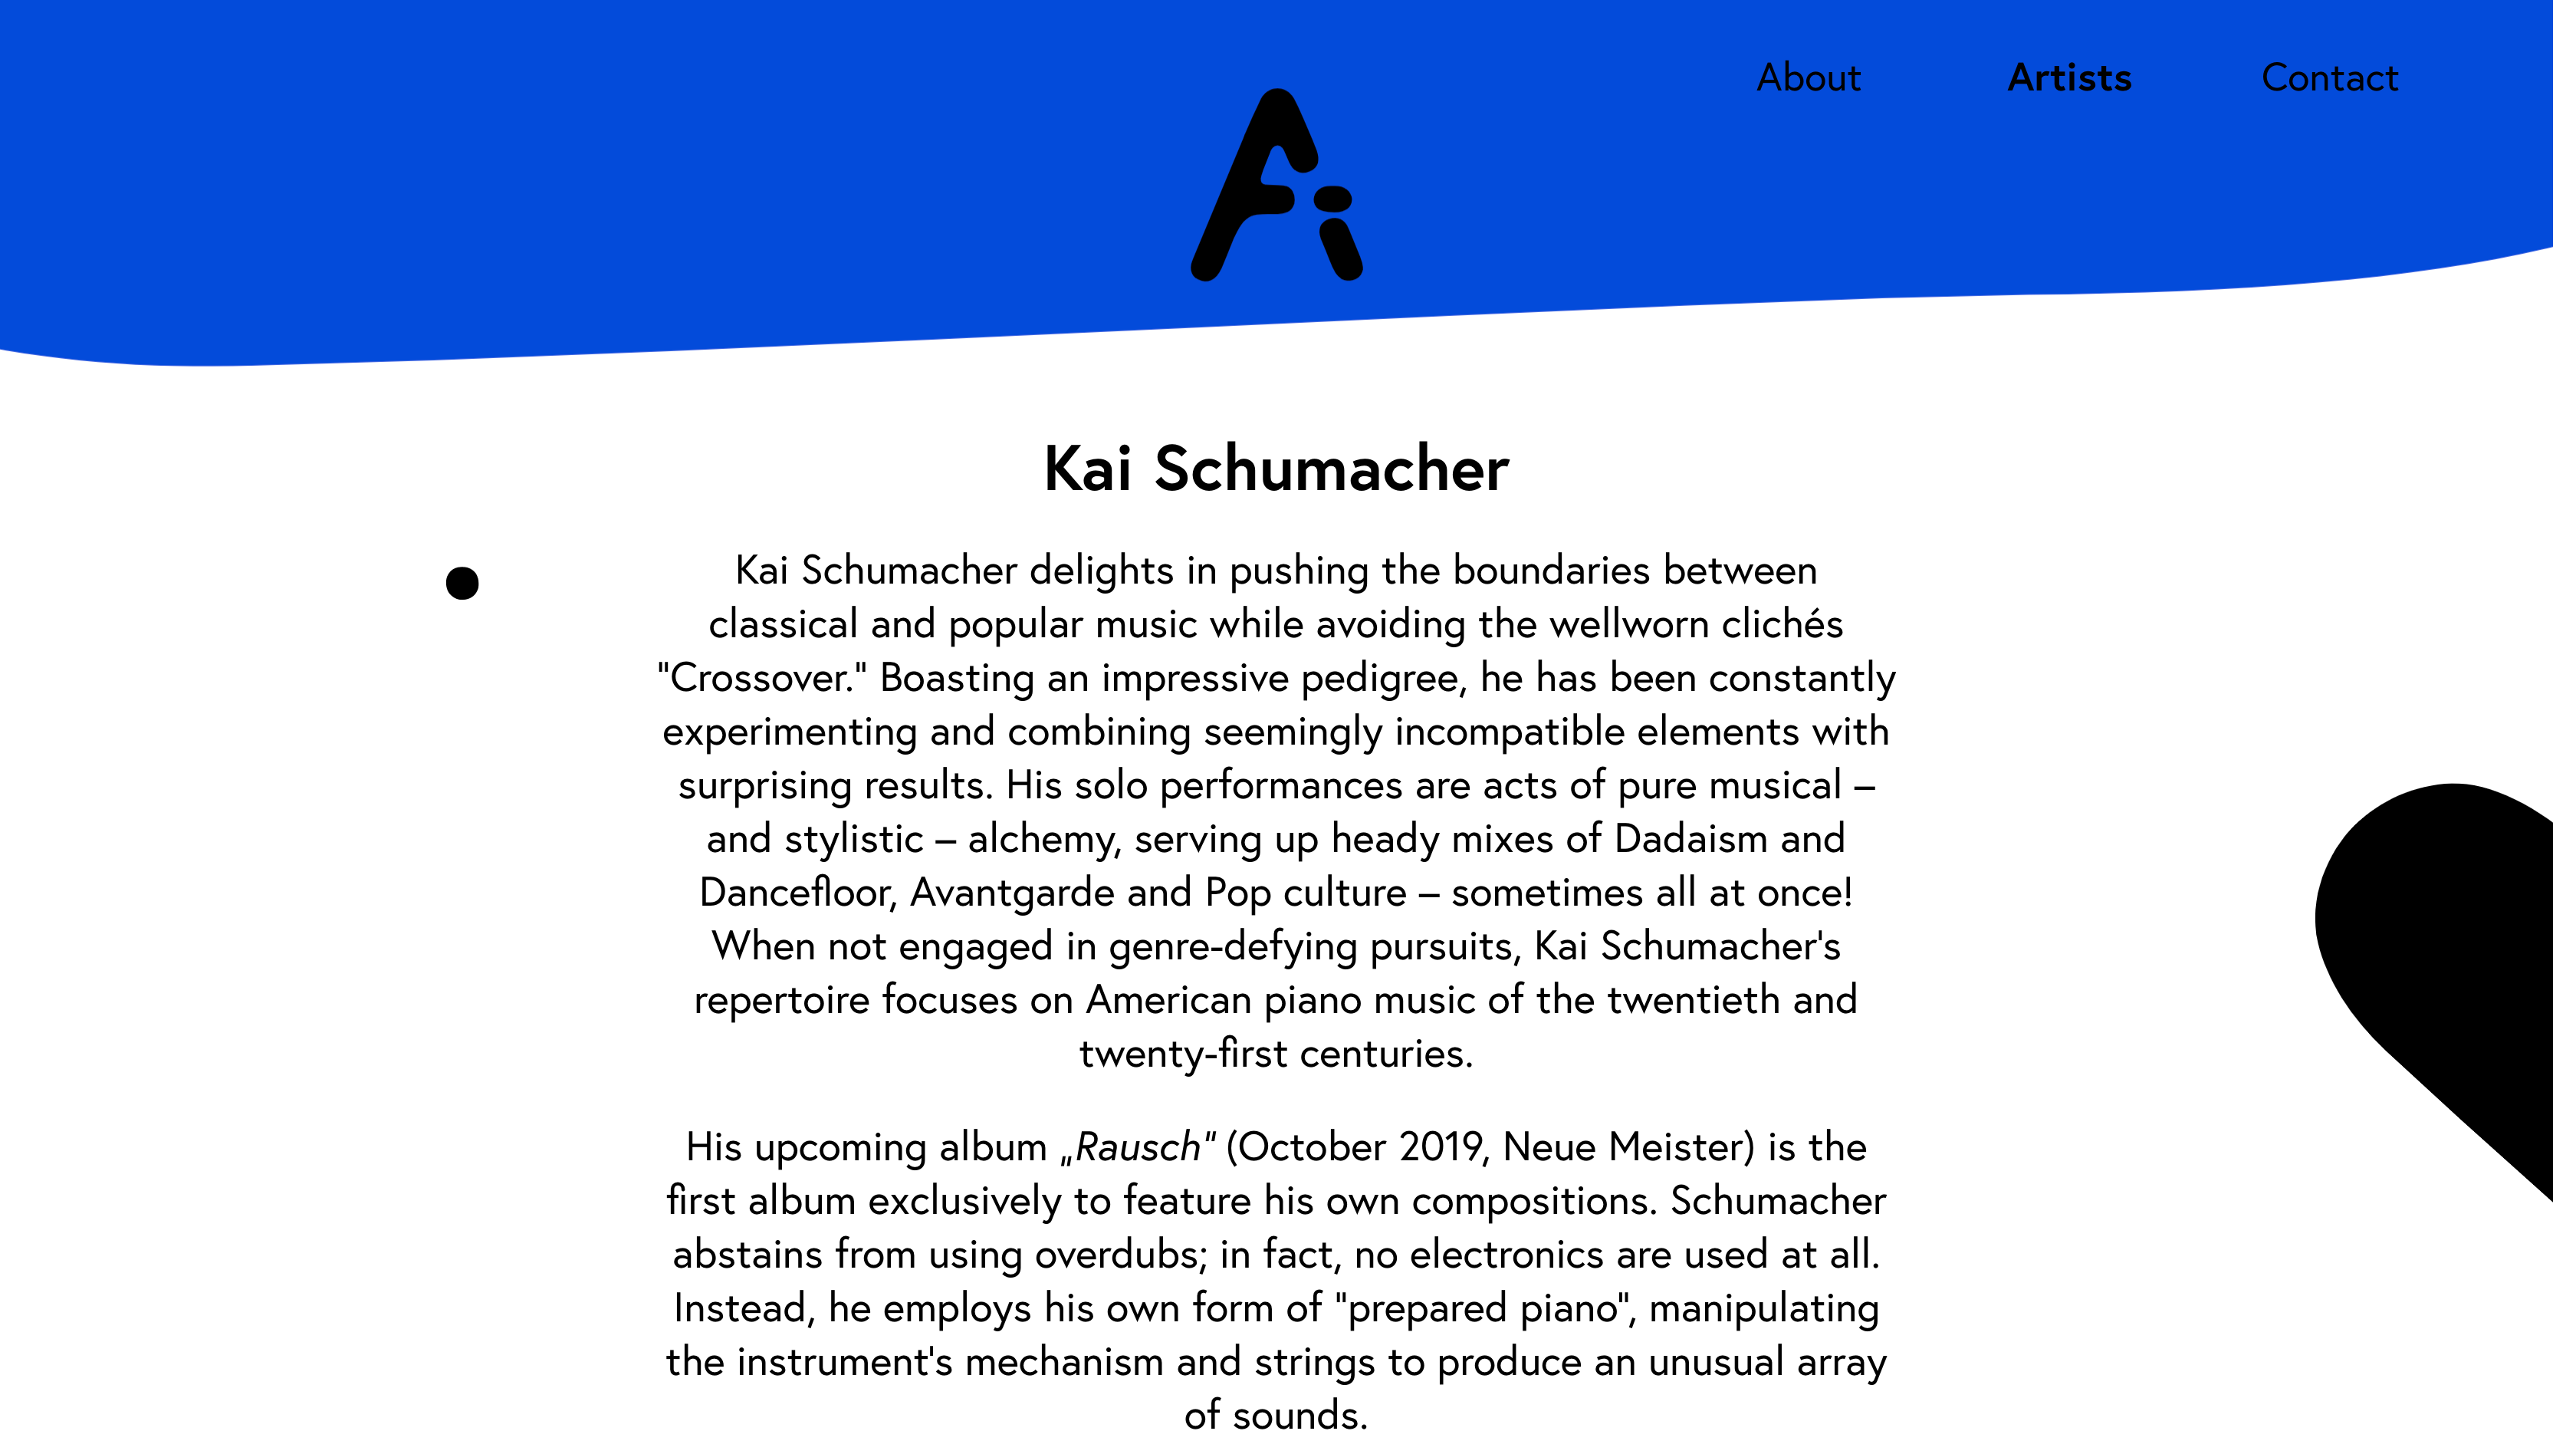 About Artists Contact
Ai
Kai Schumacher
Kai Schumacher delights in pushing the boundaries between
classical and popular music while avoiding the wellworn clichés
"Crossover." Boasting an impressive pedigree, he has been constantly
experimenting and combining seemingly incompatible elements with
surprising results. His solo performances are acts of pure musical –
and stylistic – alchemy, serving up heady mixes of Dadaism and
Dancefloor, Avantgarde and Pop culture – sometimes all at once!
When not engaged in genre-defying pursuits, Kai Schumacher's
repertoire focuses on American piano music of the twentieth and
twenty-first centuries.
His upcoming album „Rausch" (October 2019, Neue Meister) is the
first album exclusively to feature his own compositions. Schumacher
abstains from using overdubs; in fact, no electronics are used at all.
Instead, he employs his own form of "prepared piano", manipulating
the instrument's mechanism and strings to produce an unusual array
of sounds.